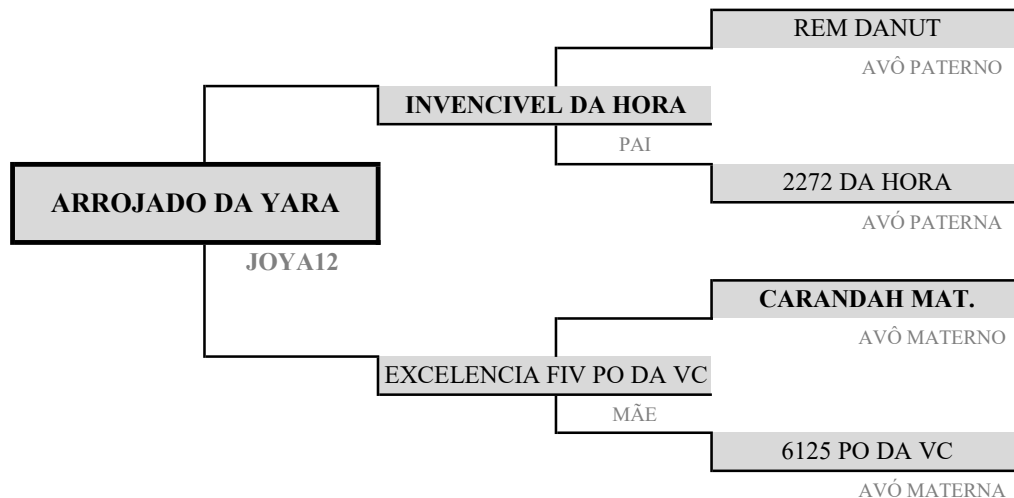 REM DANUT
AVÔ PATERNO
INVENCIVEL DA HORA
PAI
2272 DA HORA
AVÓ PATERNA
ARROJADO DA YARA
JOYA12
CARANDAH MAT.
AVÔ MATERNO
EXCELENCIA FIV PO DA VC
MÃE
6125 PO DA VC
AVÓ MATERNA